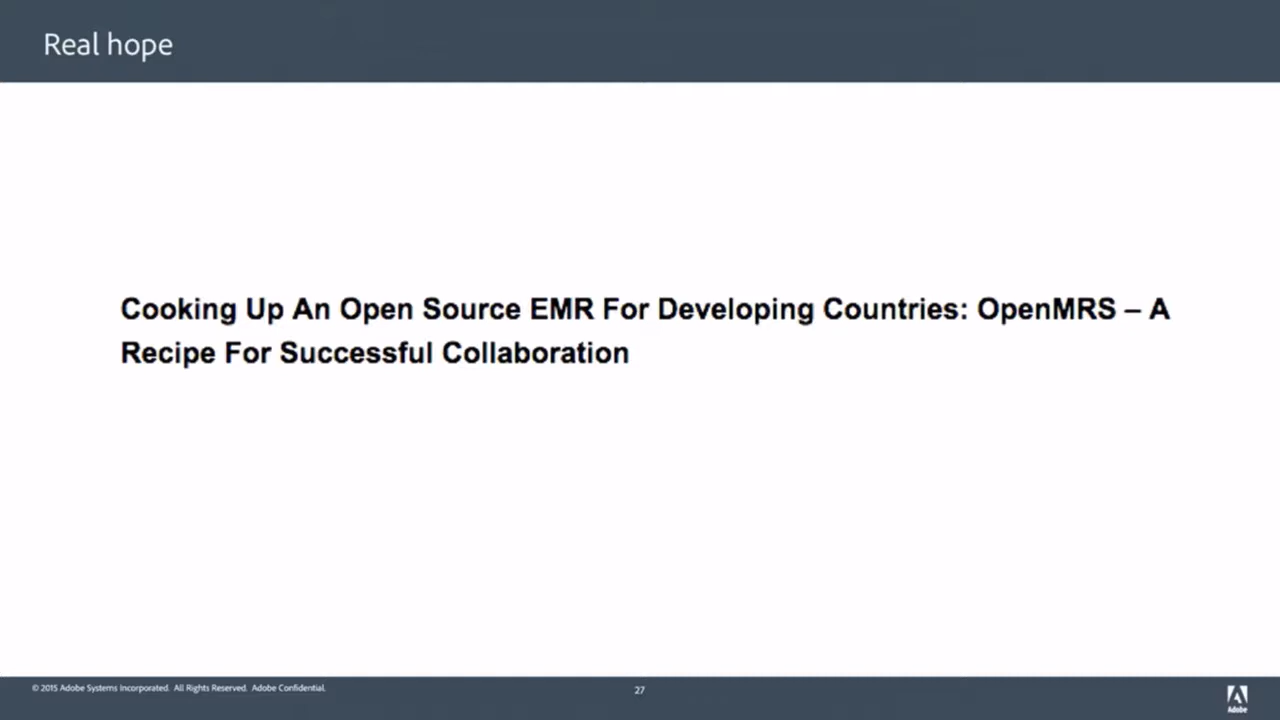 Real hope
Cooking Up An Open Source EMR For Developing Countries: OpenMRS – A
Recipe For Successful Collaboration
© 2015 Adobe Systems Incorporated. All Rights Reserved. Adobe Confidential.
27
Adobe